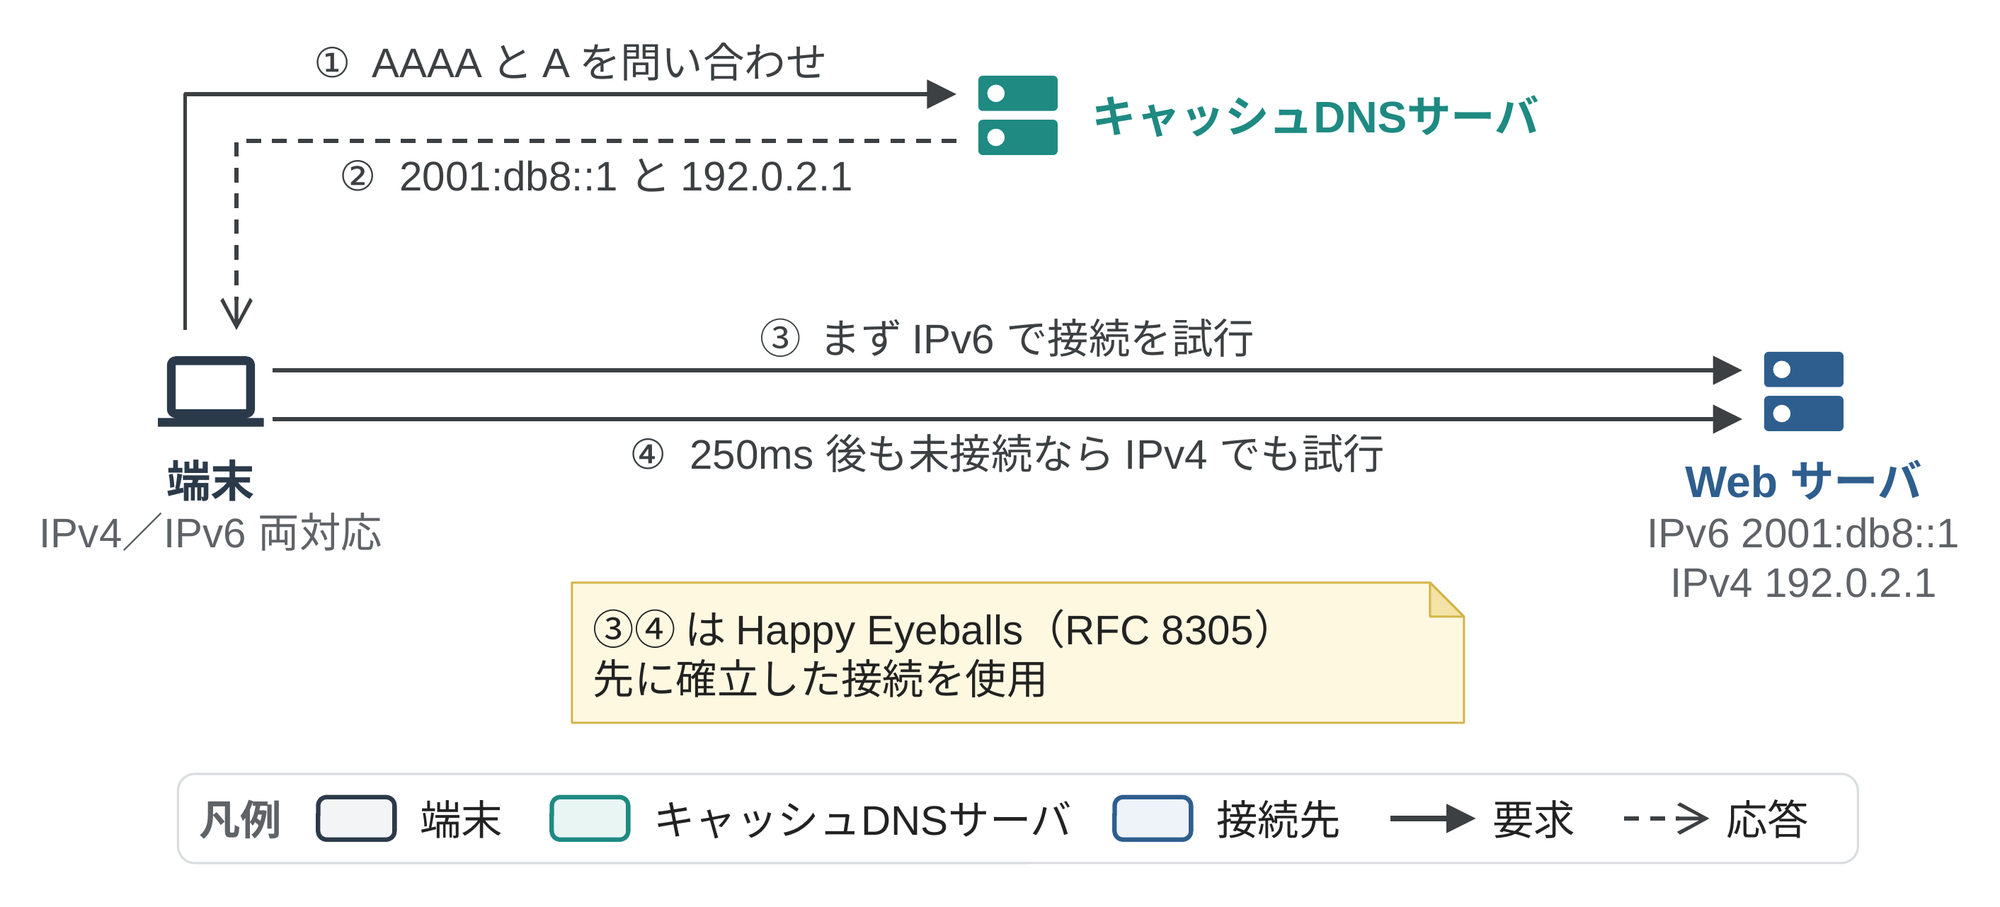 ① AAAA と A を問い合わせ
キャッシュDNSサーバ
② 2001:db8::1 と 192.0.2.1
③ まず IPv6 で接続を試行
④ 250ms 後も未接続なら IPv4 でも試行
端末
IPv4／IPv6 両対応
Web サーバ
IPv6 2001:db8::1
IPv4 192.0.2.1
③④ は Happy Eyeballs（RFC 8305）
先に確立した接続を使用
凡例 端末 キャッシュDNSサーバ 接続先 要求 応答